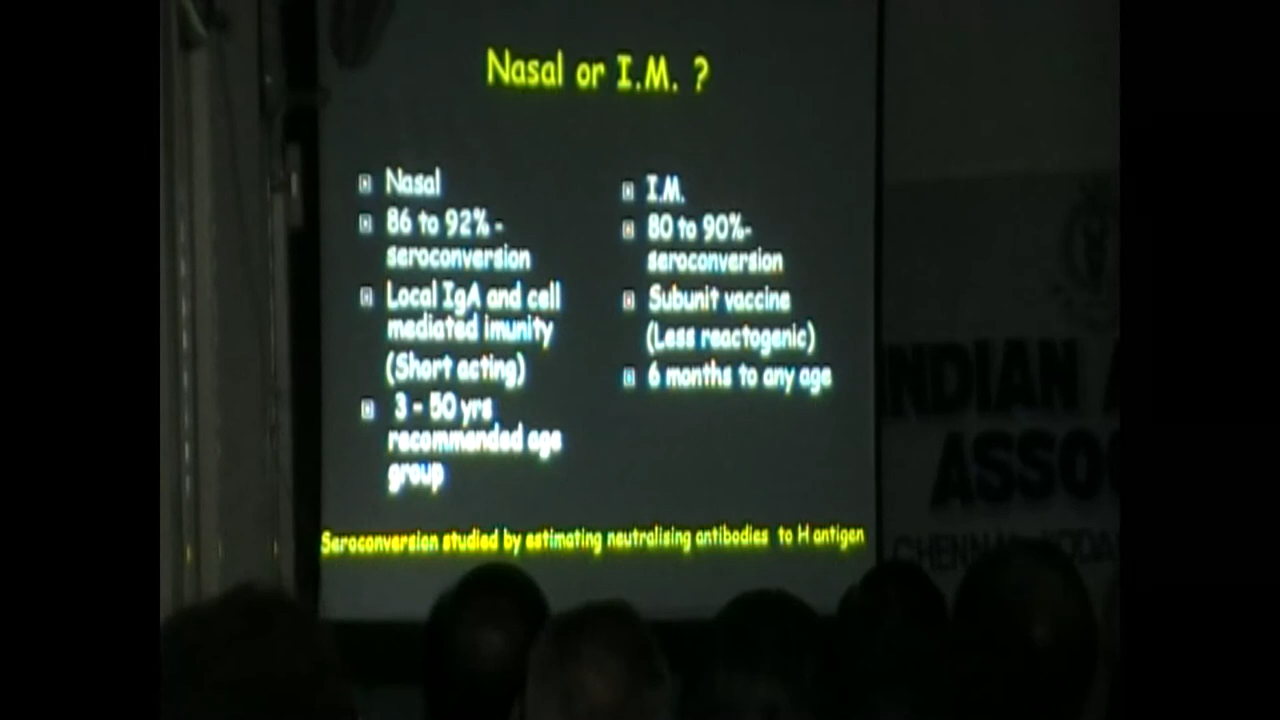 Nasal or I.M. ?
Nasal
86 to 92% -
seroconversion
Local IgA and cell
mediated imunity
(Short acting)
3 - 50 yrs
recommended age
group
I.M.
80 to 90%-
seroconversion
Subunit vaccine
(Less reactogenic)
6 months to any age
Seroconversion studied by estimating neutralising antibodies to H antigen
INDIAN A
ASSO
CHENNAI